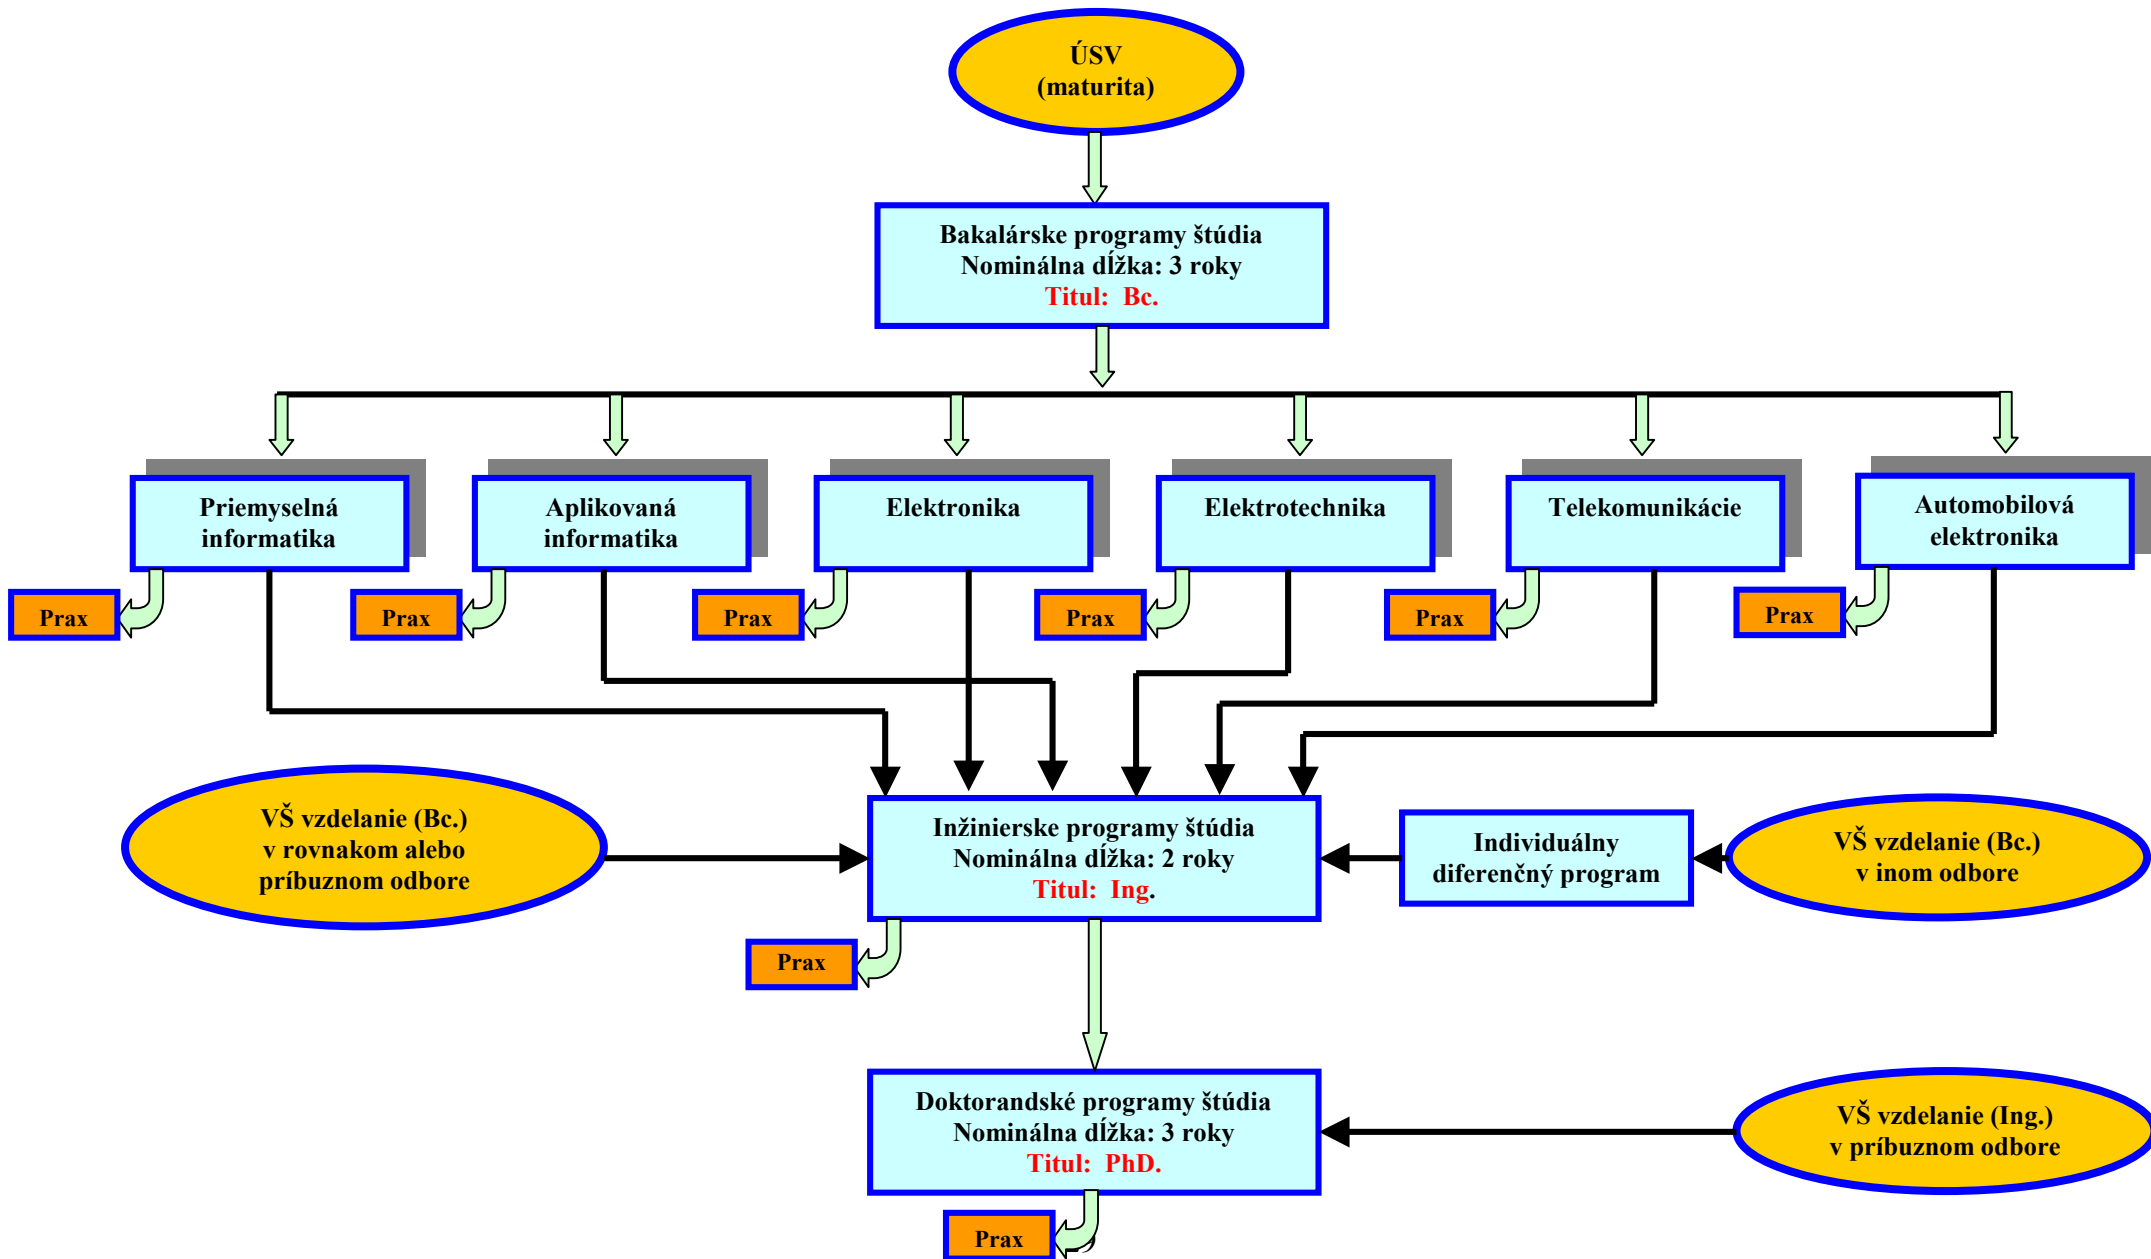 ÚSV
(maturita)
Bakalárske programy štúdia
Nominálna dĺžka: 3 roky
Titul: Bc.
Priemyselná
informatika
Aplikovaná
informatika
Elektronika
Elektrotechnika
Telekomunikácie
Automobilová
elektronika
Prax
Prax
Prax
Prax
Prax
Prax
VŠ vzdelanie (Bc.)
v rovnakom alebo
príbuznom odbore
Inžinierske programy štúdia
Nominálna dĺžka: 2 roky
Titul: Ing.
Individuálny
diferenčný program
VŠ vzdelanie (Bc.)
v inom odbore
Prax
Doktorandské programy štúdia
Nominálna dĺžka: 3 roky
Titul: PhD.
VŠ vzdelanie (Ing.)
v príbuznom odbore
Prax